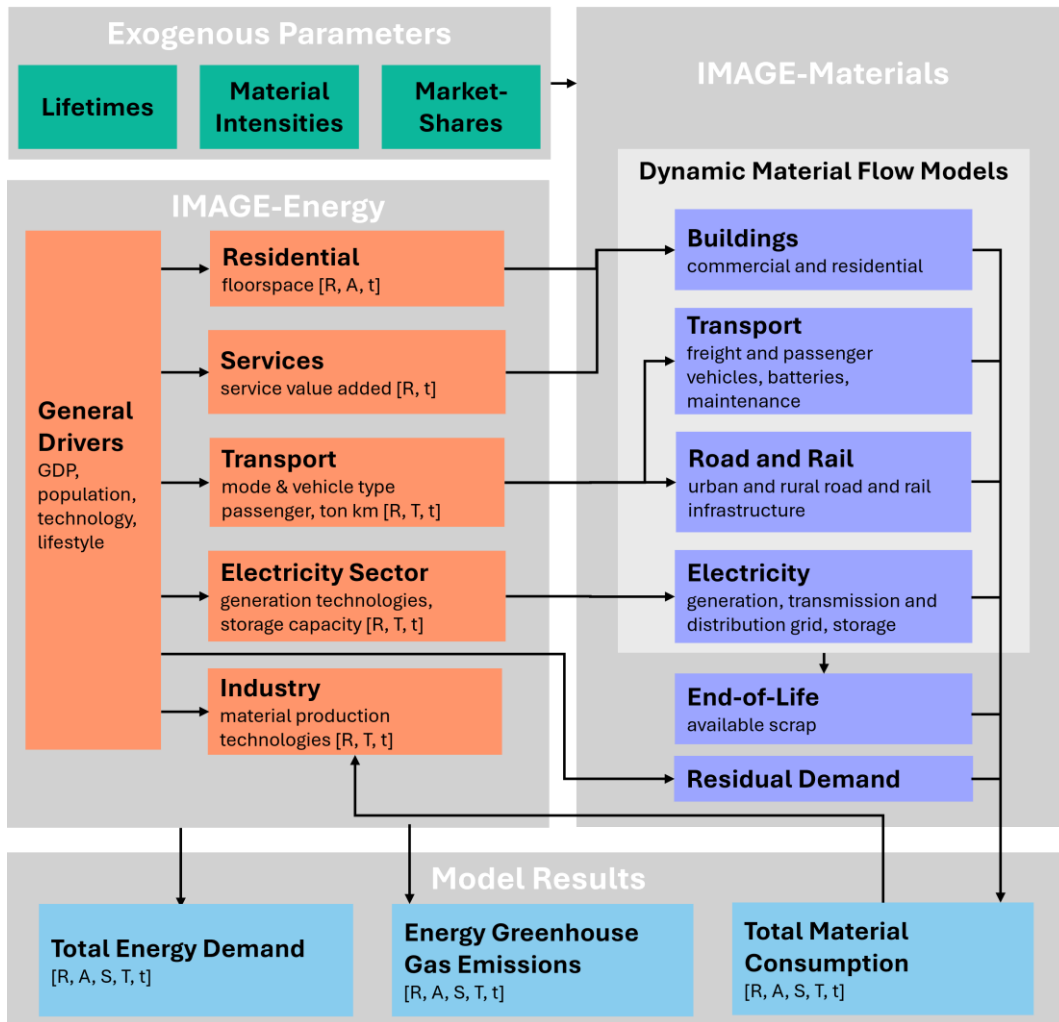 Exogenous Parameters
Lifetimes
Material
Intensities
Market-
Shares
IMAGE-Energy
General
Drivers
GDP,
population,
technology,
lifestyle
Residential
floorspace [R, A, t]
Services
service value added [R, t]
Transport
mode & vehicle type
passenger, ton km [R, T, t]
Electricity Sector
generation technologies,
storage capacity [R, T, t]
Industry
material production
technologies [R, T, t]
IMAGE-Materials
Dynamic Material Flow Models
Buildings
commercial and residential
Transport
freight and passenger
vehicles, batteries,
maintenance
Road and Rail
urban and rural road and rail
infrastructure
Electricity
generation, transmission and
distribution grid, storage
End-of-Life
available scrap
Residual Demand
Model Results
Total Energy Demand
[R, A, S, T, t]
Energy Greenhouse
Gas Emissions
[R, A, S, T, t]
Total Material
Consumption
[R, A, S, T, t]